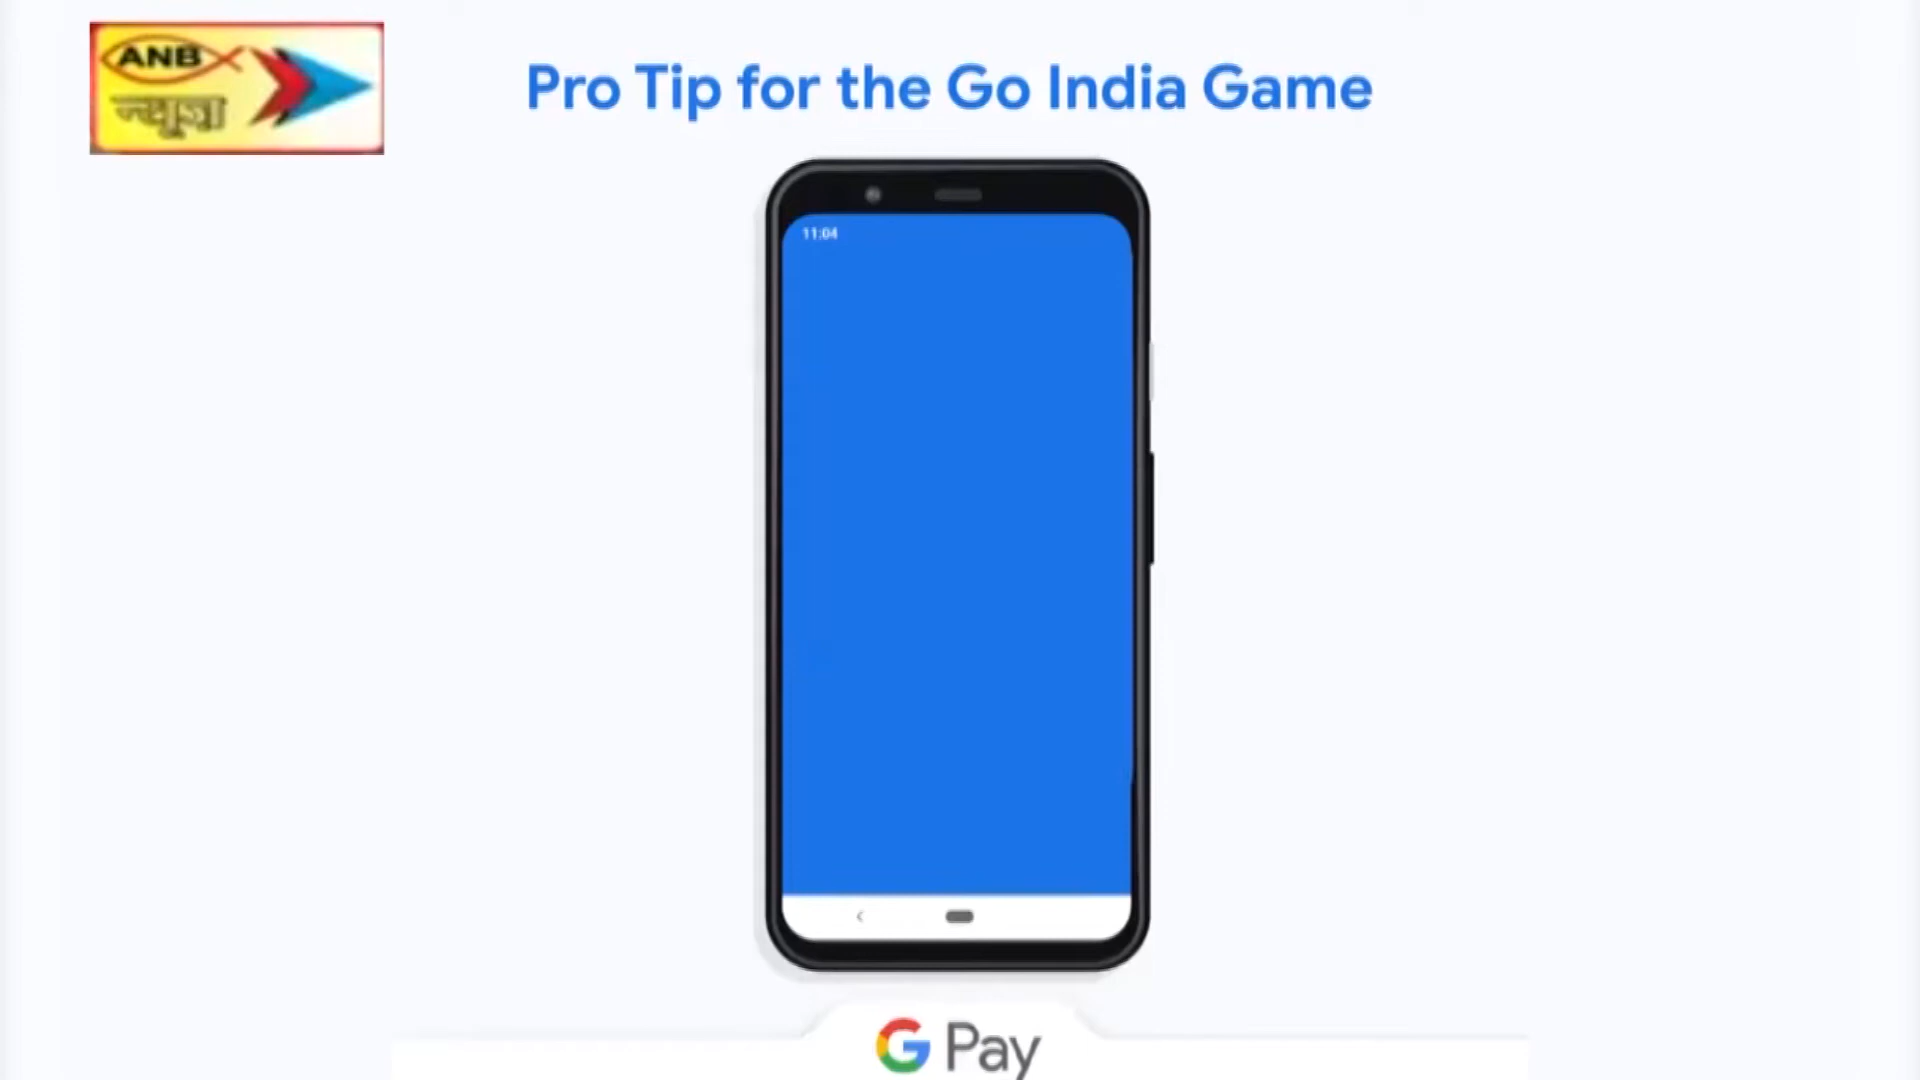 ANB
न्यूज़
Pro Tip for the Go India Game
11:04
G Pay